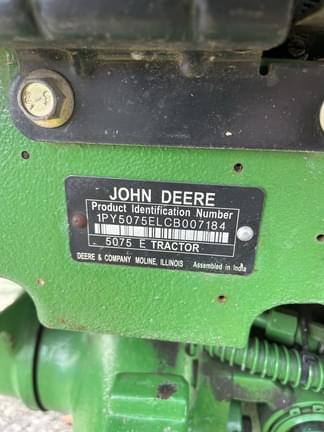 JOHN DEERE
Product Identification Number
1PY5075ELCB007184
5075 E TRACTOR
DEERE & COMPANY MOLINE, ILLINOIS Assembled in India